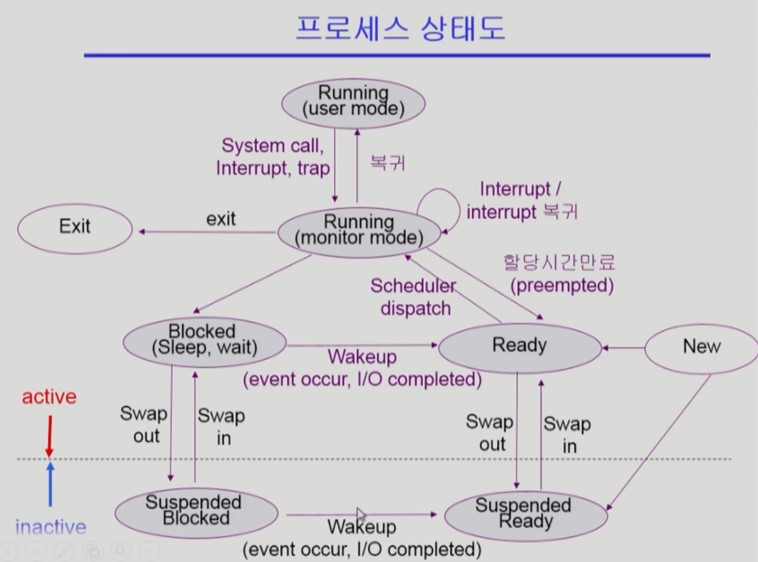 프로세스 상태도
Running
(user mode)
System call,
Interrupt, trap
복귀
Interrupt /
interrupt 복귀
Exit
exit
Running
(monitor mode)
할당시간만료
(preempted)
Scheduler
dispatch
Blocked
(Sleep, wait)
Wakeup
(event occur, I/O completed)
Ready
New
active
Swap
out
Swap
in
Swap
out
Swap
in
inactive
Suspended
Blocked
Wakeup
(event occur, I/O completed)
Suspended
Ready